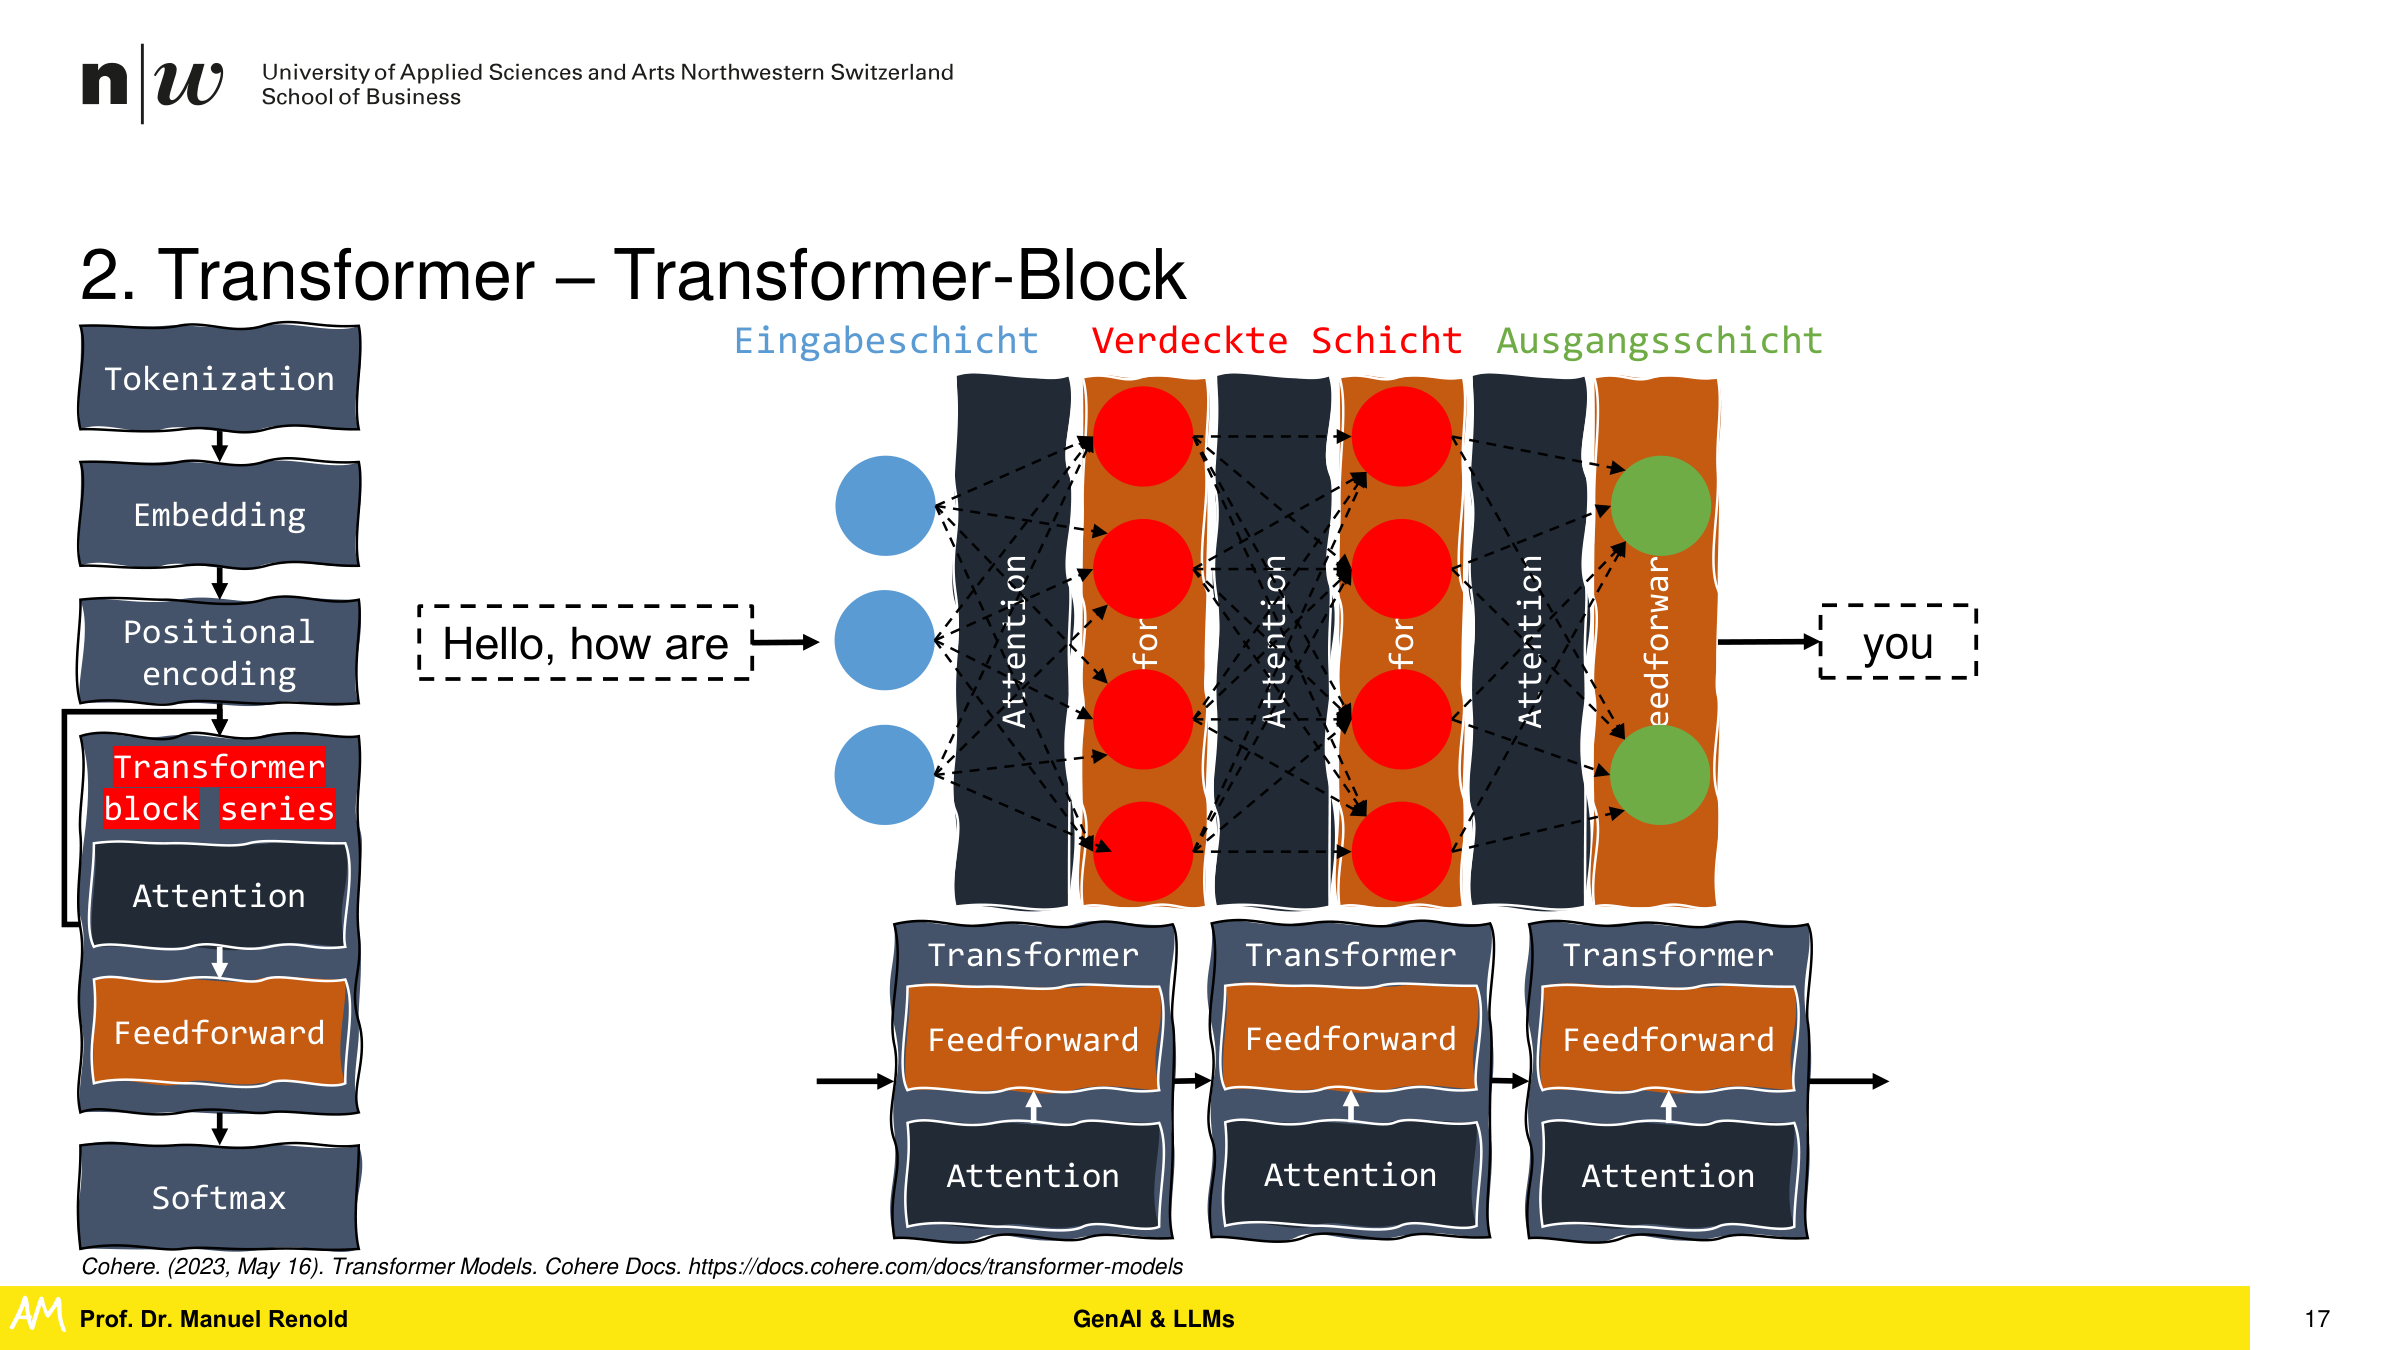 n|w University of Applied Sciences and Arts Northwestern Switzerland
School of Business
2. Transformer – Transformer-Block
Tokenization
Embedding
Positional
encoding
Transformer
block series
Attention
Feedforward
Softmax
Eingabeschicht Verdeckte Schicht Ausgangsschicht
Hello, how are
Attention
for
Attention
for
Attention
eedforwar
you
Transformer
Feedforward
Attention
Transformer
Feedforward
Attention
Transformer
Feedforward
Attention
Cohere. (2023, May 16). Transformer Models. Cohere Docs. https://docs.cohere.com/docs/transformer-models
AM Prof. Dr. Manuel Renold GenAI & LLMs 17